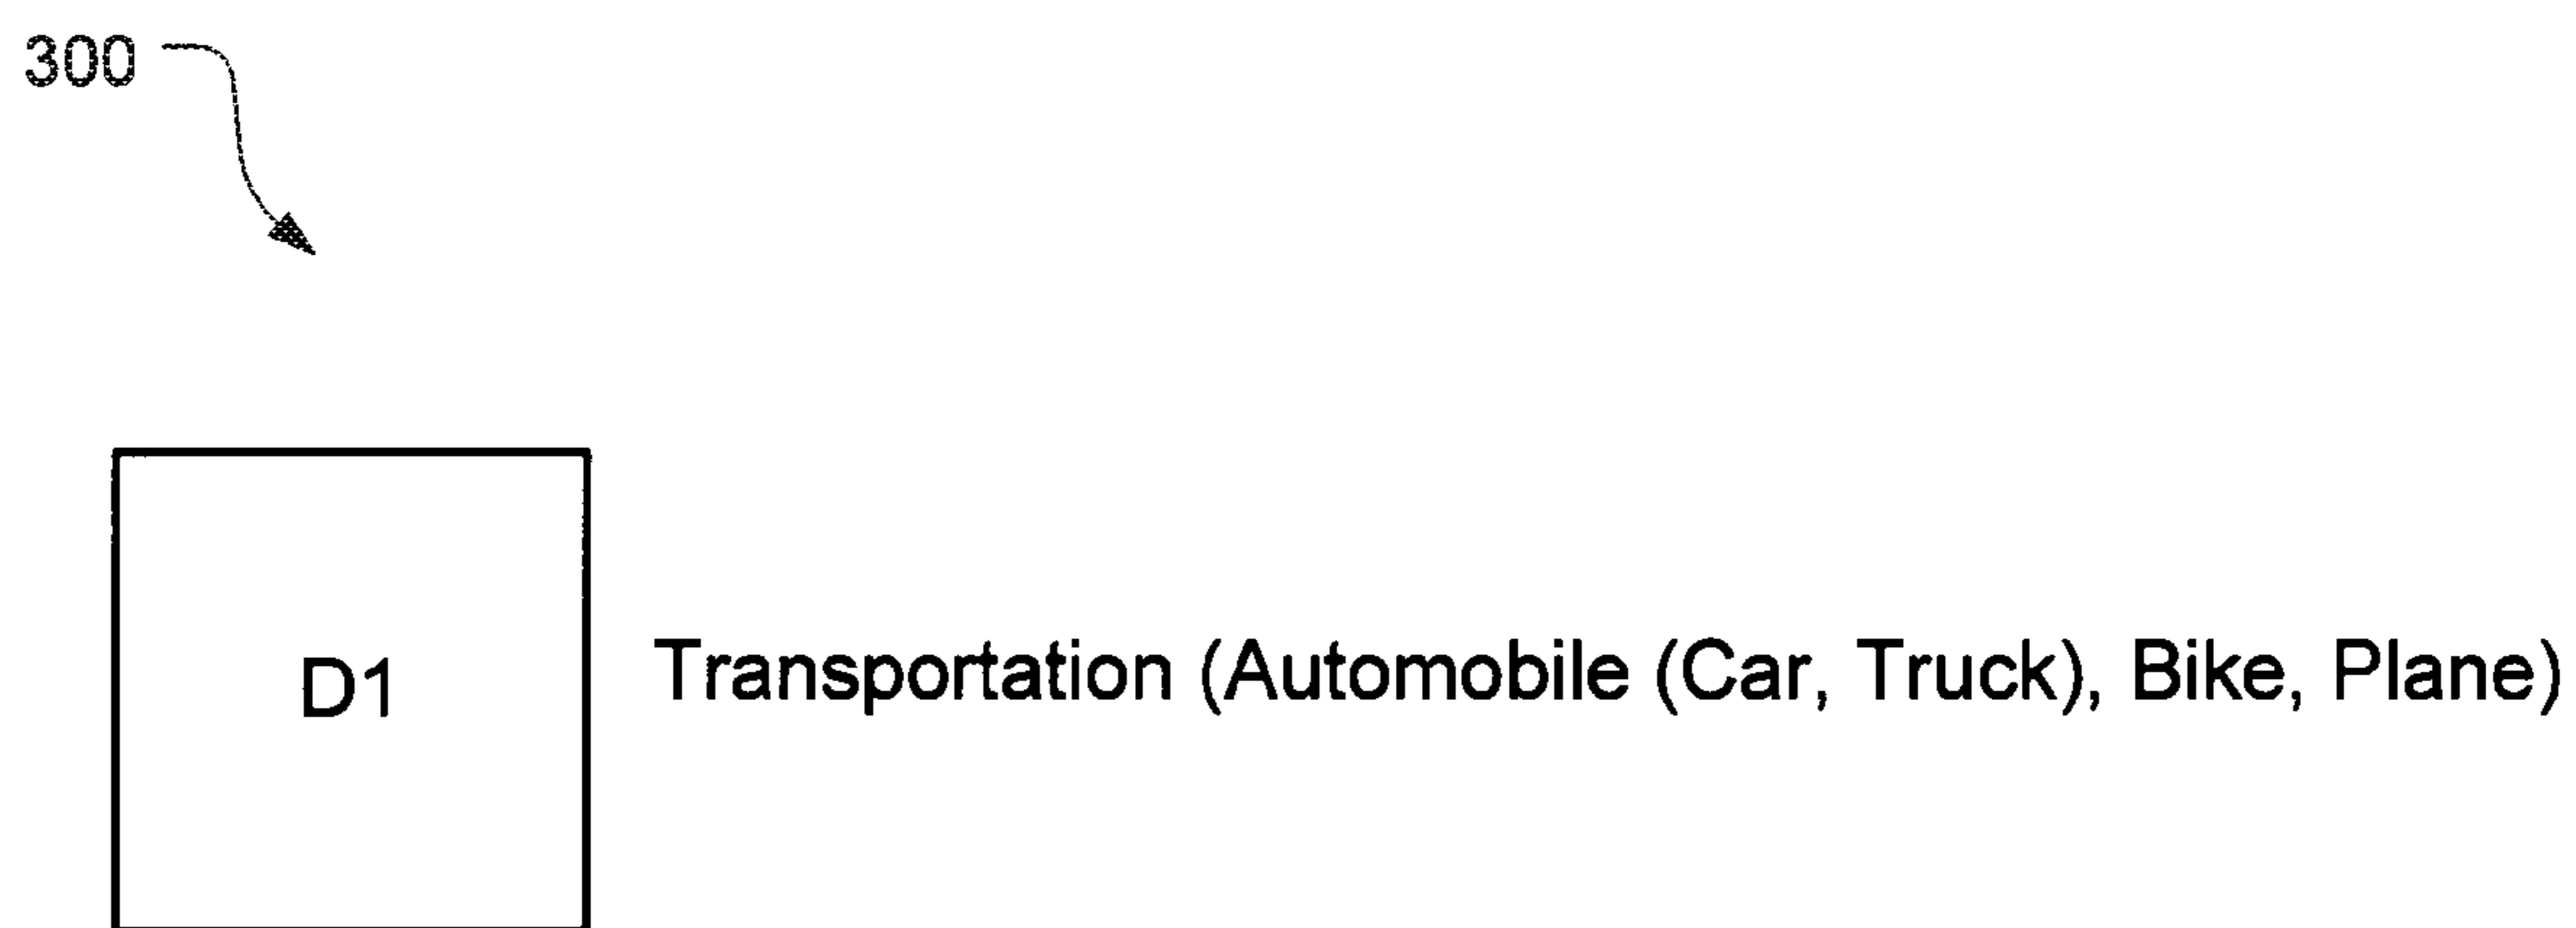 300
D1
Transportation (Automobile (Car, Truck), Bike, Plane)